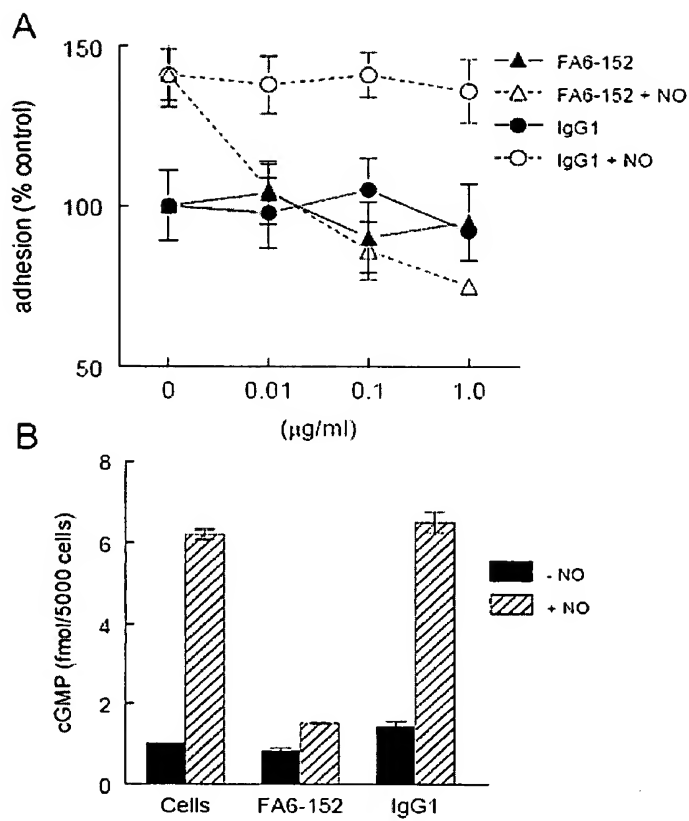 A
150
100
50
adhesion (% control)
0 0.01 0.1 1.0
(μg/ml)
FA6-152
FA6-152 + NO
IgG1
IgG1 + NO
B
8
6
4
2
0
cGMP (fmol/5000 cells)
Cells FA6-152 IgG1
- NO
+ NO